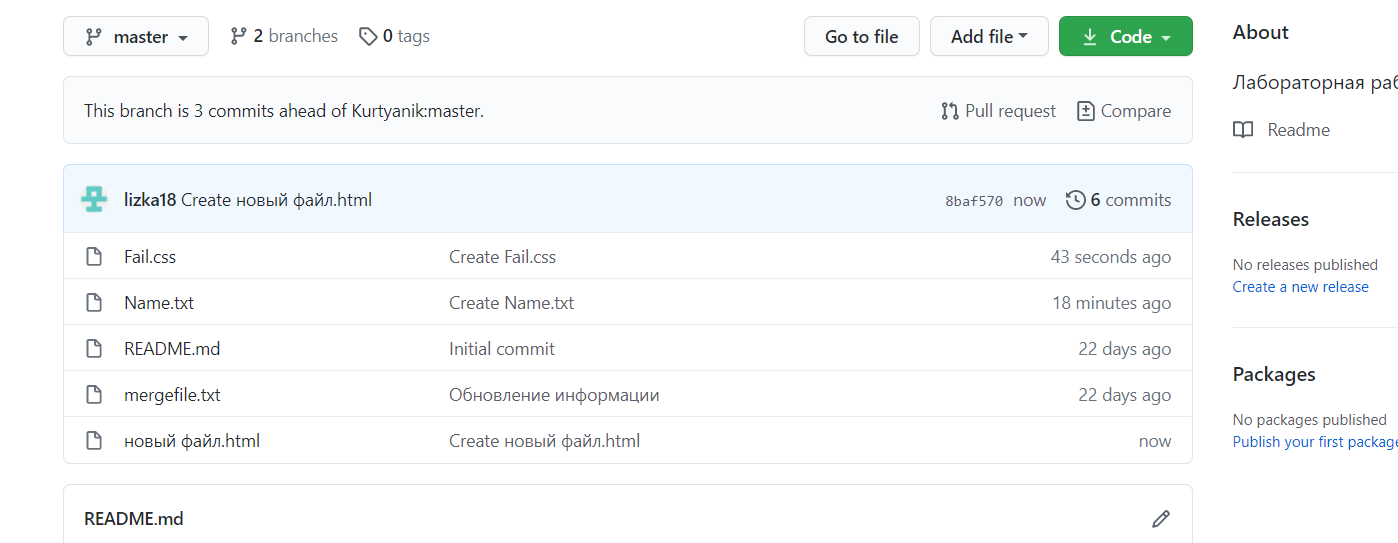 master 2 branches 0 tags Go to file Add file Code
This branch is 3 commits ahead of Kurtyanik:master. Pull request Compare
lizka18 Create новый файл.html 8baf570 now 6 commits
Fail.css Create Fail.css 43 seconds ago
Name.txt Create Name.txt 18 minutes ago
README.md Initial commit 22 days ago
mergefile.txt Обновление информации 22 days ago
новый файл.html Create новый файл.html now
README.md
About
Лабораторная
Readme
Releases
No releases published
Create a new release
Packages
No packages published
Publish your first package